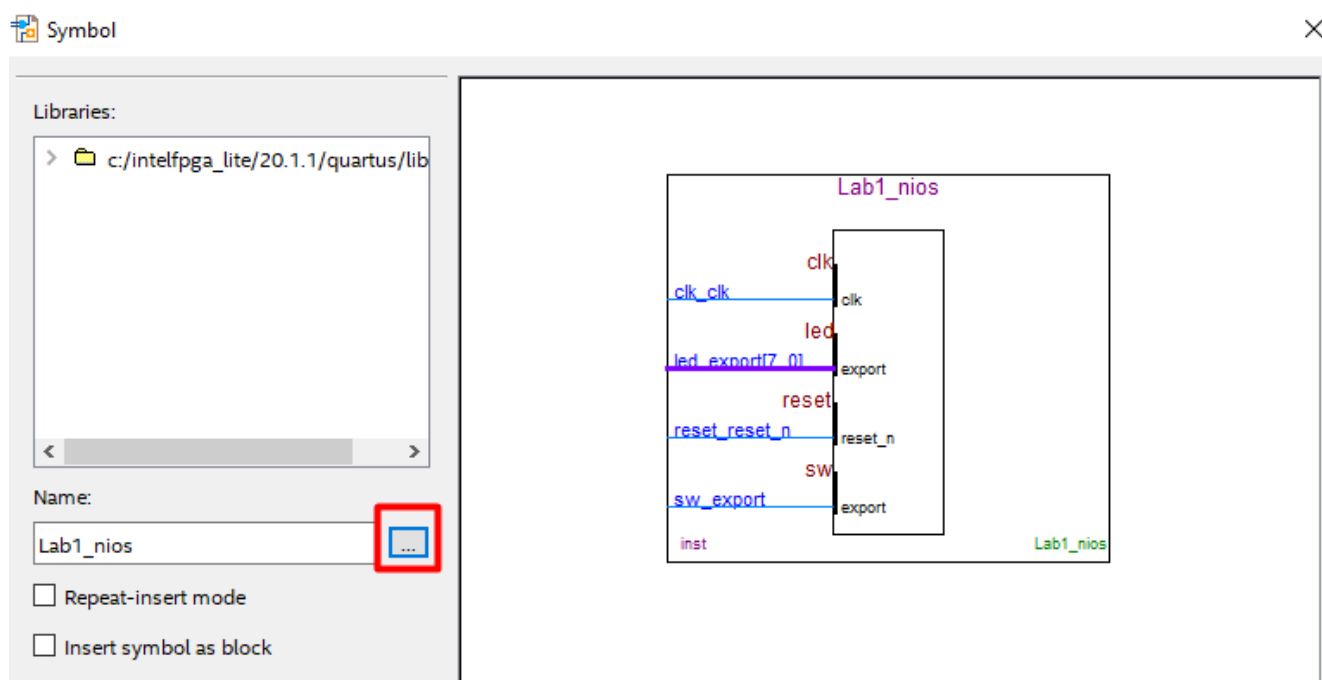 Symbol
Libraries:
c:/intelfpga_lite/20.1.1/quartus/lib
Name:
Lab1_nios
...
Repeat-insert mode
Insert symbol as block
Lab1_nios
clk
clk_clk
clk
led
led_export[7..0]
export
reset
reset_reset_n
reset_n
sw
sw_export
export
inst
Lab1_nios